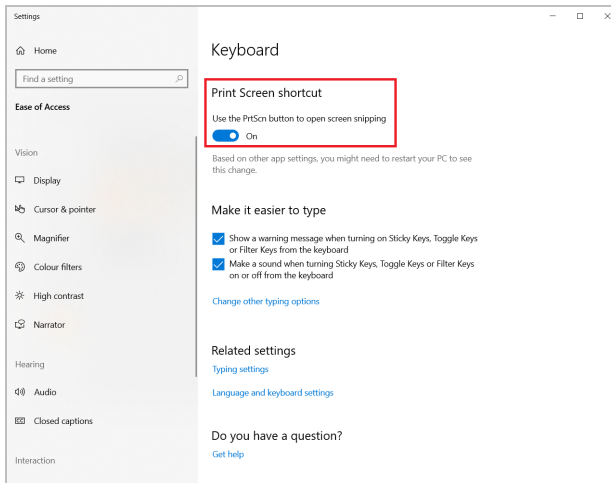 Settings
Home
Find a setting
Ease of Access
Vision
Display
Cursor & pointer
Magnifier
Colour filters
High contrast
Narrator
Hearing
Audio
Closed captions
Interaction
Keyboard
Print Screen shortcut
Use the PrtScn button to open screen snipping
On
Based on other app settings, you might need to restart your PC to see
this change.
Make it easier to type
Show a warning message when turning on Sticky Keys, Toggle Keys
or Filter Keys from the keyboard
Make a sound when turning Sticky Keys, Toggle Keys or Filter Keys
on or off from the keyboard
Change other typing options
Related settings
Typing settings
Language and keyboard settings
Do you have a question?
Get help